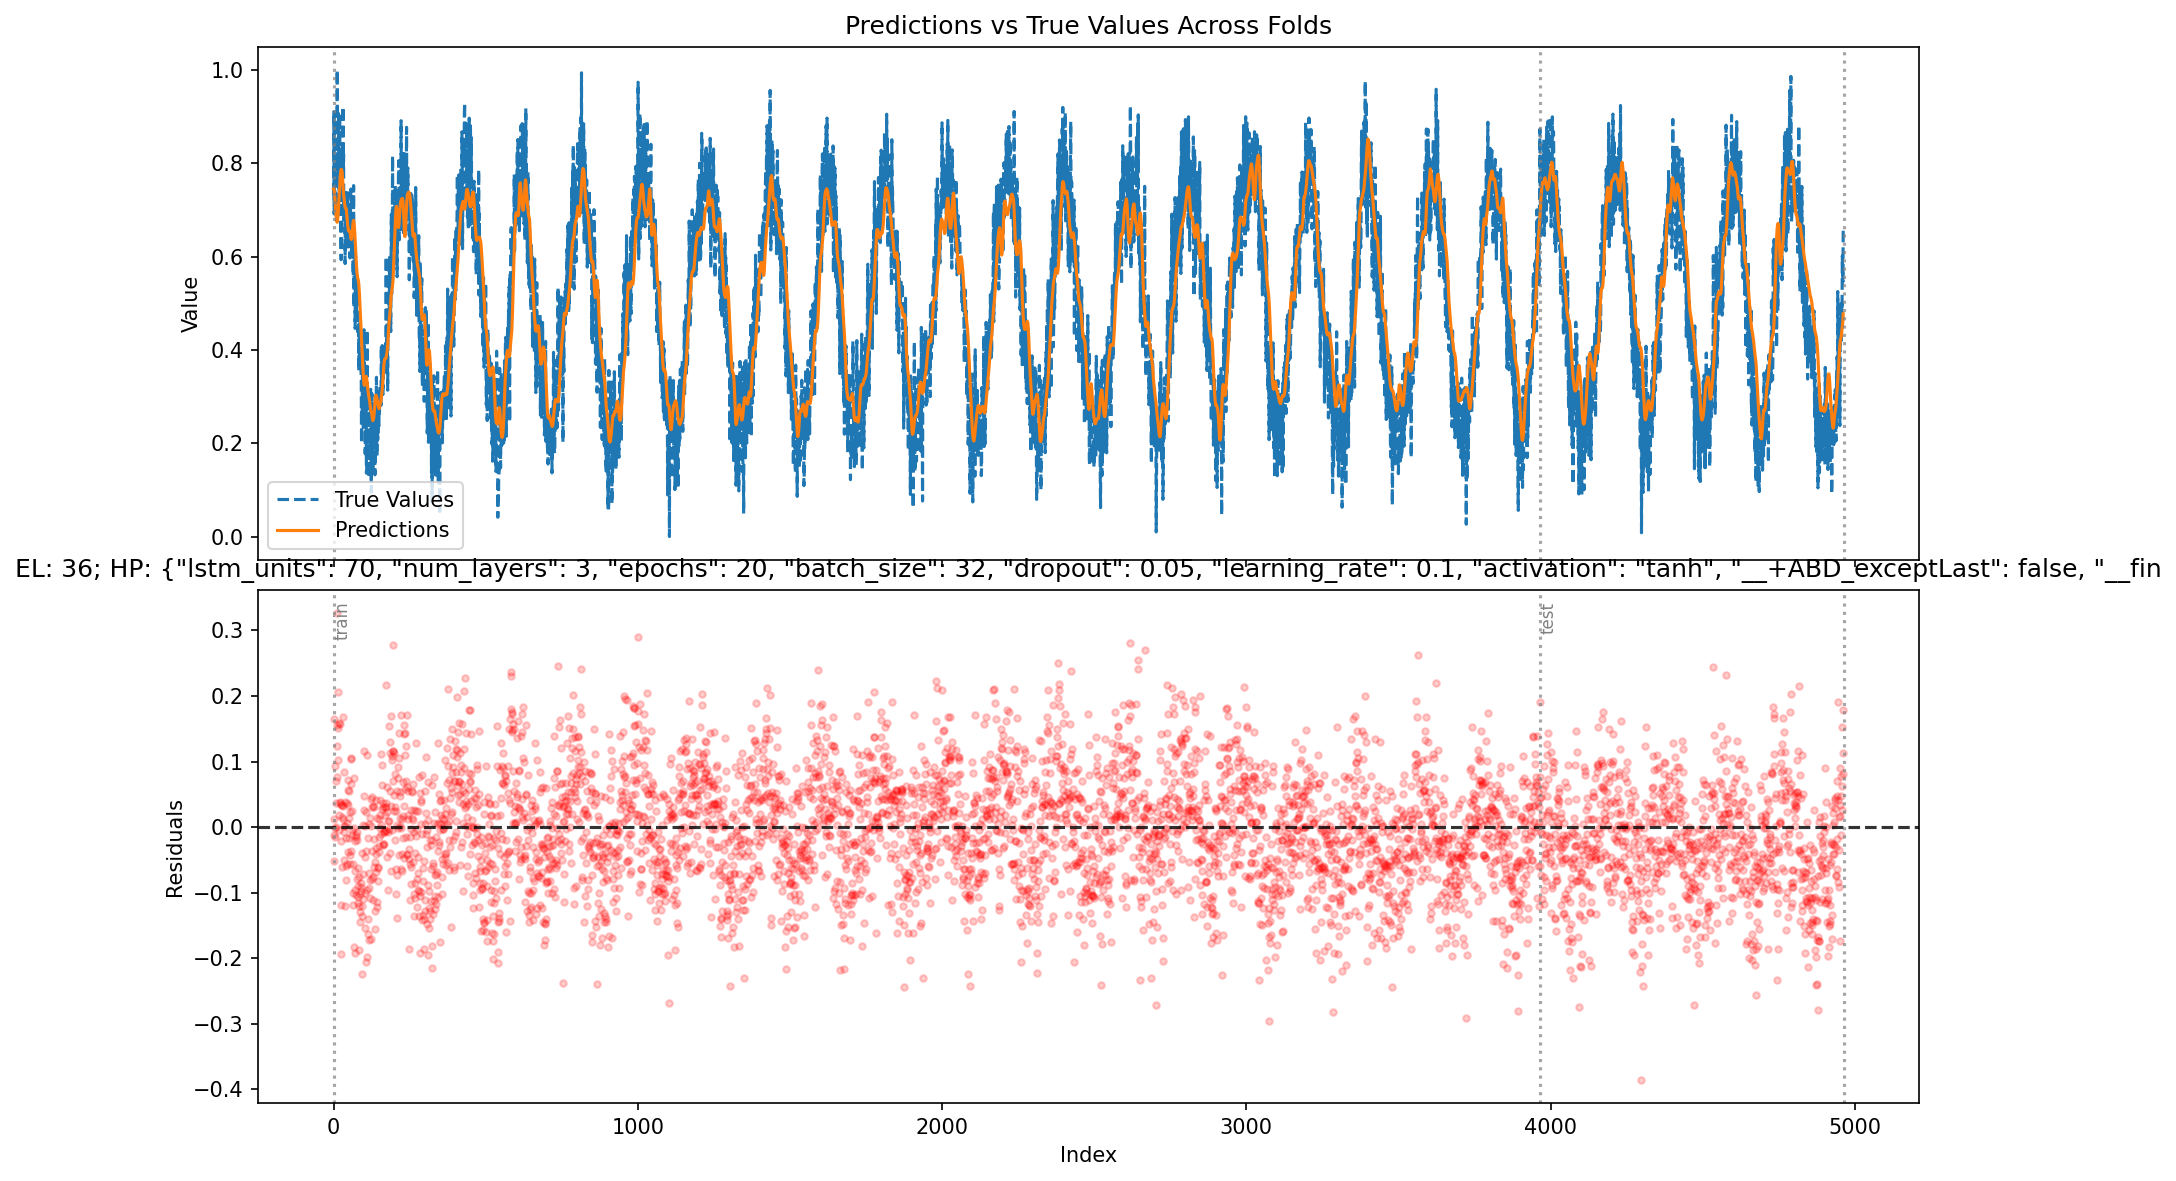 Predictions vs True Values Across Folds
1.0
0.8
0.6
0.4
0.2
0.0
Value
True Values
Predictions
EL: 36; HP: {"lstm_units": 70, "num_layers": 3, "epochs": 20, "batch_size": 32, "dropout": 0.05, "learning_rate": 0.1, "activation": "tanh", "__+ABD_exceptLast": false, "__fin
train
test
0.3
0.2
0.1
0.0
−0.1
−0.2
−0.3
−0.4
Residuals
0
1000
2000
3000
4000
5000
Index